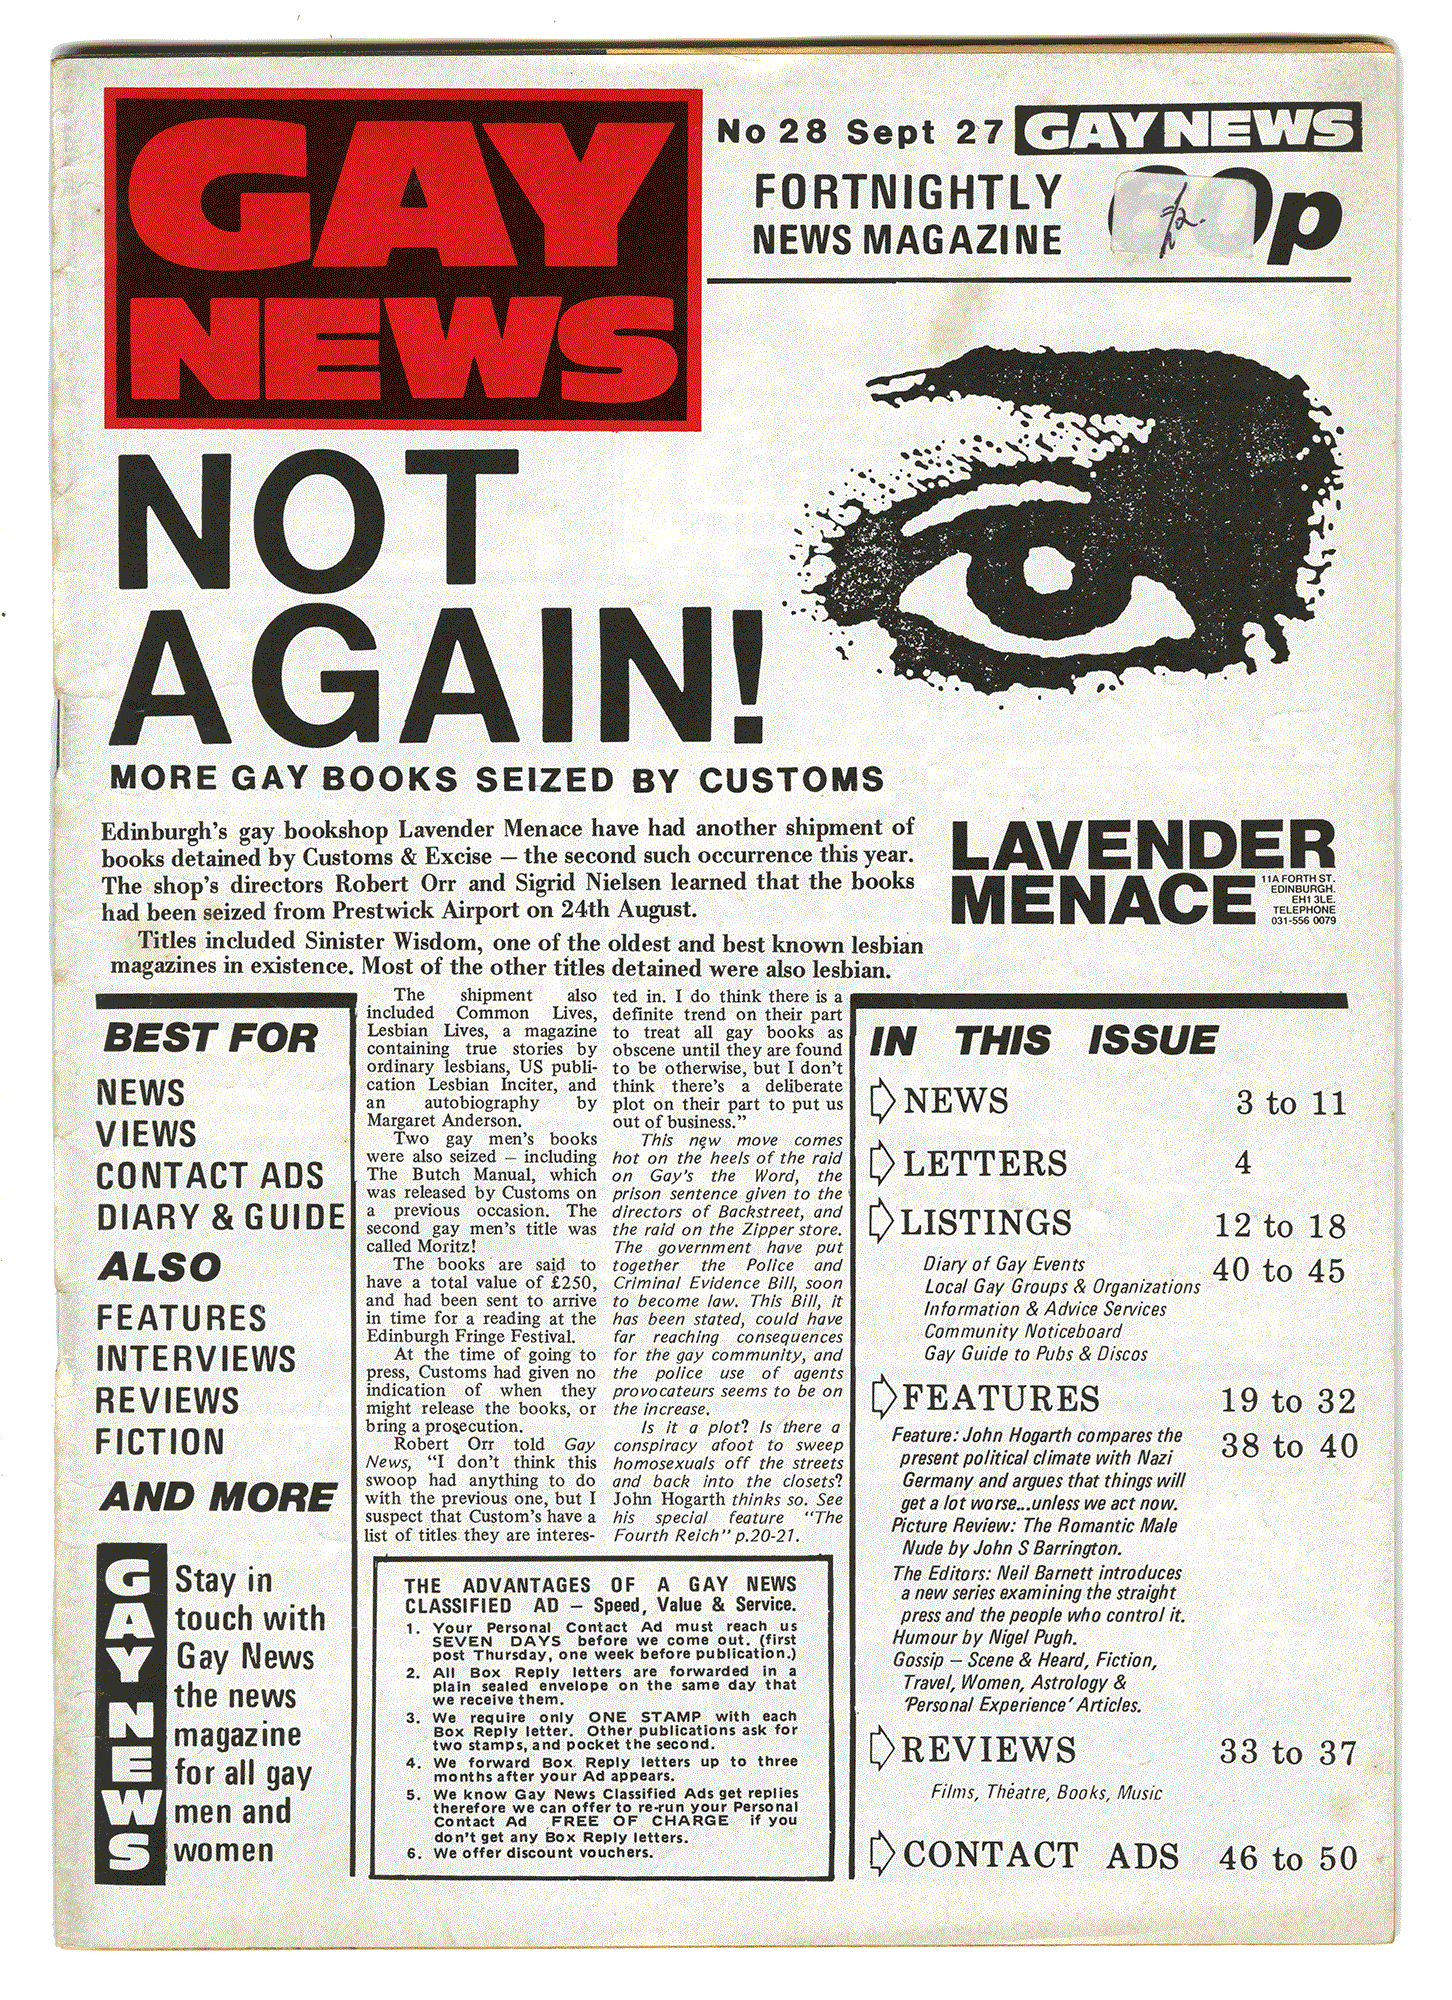 GAY
NEWS
No 28 Sept 27 GAY NEWS
FORTNIGHTLY
NEWS MAGAZINE
60p
NOT
AGAIN!
MORE GAY BOOKS SEIZED BY CUSTOMS
Edinburgh's gay bookshop Lavender Menace have had another shipment of
books detained by Customs & Excise – the second such occurrence this year.
The shop's directors Robert Orr and Sigrid Nielsen learned that the books
had been seized from Prestwick Airport on 24th August.
Titles included Sinister Wisdom, one of the oldest and best known lesbian
magazines in existence. Most of the other titles detained were also lesbian.
LAVENDER
MENACE
11A FORTH ST.
EDINBURGH.
EH1 3LE.
TELEPHONE
031-556 0079
BEST FOR
NEWS
VIEWS
CONTACT ADS
DIARY & GUIDE
ALSO
FEATURES
INTERVIEWS
REVIEWS
FICTION
AND MORE
GAY NEWS
Stay in
touch with
Gay News
the news
magazine
for all gay
men and
women
The shipment also
included Common Lives,
Lesbian Lives, a magazine
containing true stories by
ordinary lesbians, US publi-
cation Lesbian Inciter, and
an autobiography by
Margaret Anderson.
Two gay men's books
were also seized – including
The Butch Manual, which
was released by Customs on
a previous occasion. The
second gay men's title was
called Moritz!
The books are said to
have a total value of £250,
and had been sent to arrive
in time for a reading at the
Edinburgh Fringe Festival.
At the time of going to
press, Customs had given no
indication of when they
might release the books, or
bring a prosecution.
Robert Orr told Gay
News, "I don't think this
swoop had anything to do
with the previous one, but I
suspect that Custom's have a
list of titles they are interes-
ted in. I do think there is a
definite trend on their part
to treat all gay books as
obscene until they are found
to be otherwise, but I don't
think there's a deliberate
plot on their part to put us
out of business."
This new move comes
hot on the heels of the raid
on Gay's the Word, the
prison sentence given to the
directors of Backstreet, and
the raid on the Zipper store.
The government have put
together the Police and
Criminal Evidence Bill, soon
to become law. This Bill, it
has been stated, could have
far reaching consequences
for the gay community, and
the police use of agents
provocateurs seems to be on
the increase.
Is it a plot? Is there a
conspiracy afoot to sweep
homosexuals off the streets
and back into the closets?
John Hogarth thinks so. See
his special feature "The
Fourth Reich" p.20-21.
THE ADVANTAGES OF A GAY NEWS
CLASSIFIED AD – Speed, Value & Service.
1. Your Personal Contact Ad must reach us
SEVEN DAYS before we come out. (first
post Thursday, one week before publication.)
2. All Box Reply letters are forwarded in a
plain sealed envelope on the same day that
we receive them.
3. We require only ONE STAMP with each
Box Reply letter. Other publications ask for
two stamps, and pocket the second.
4. We forward Box Reply letters up to three
months after your Ad appears.
5. We know Gay News Classified Ads get replies
therefore we can offer to re-run your Personal
Contact Ad FREE OF CHARGE if you
don't get any Box Reply letters.
6. We offer discount vouchers.
IN THIS ISSUE
NEWS 3 to 11
LETTERS 4
LISTINGS 12 to 18
40 to 45
Diary of Gay Events
Local Gay Groups & Organizations
Information & Advice Services
Community Noticeboard
Gay Guide to Pubs & Discos
FEATURES 19 to 32
38 to 40
Feature: John Hogarth compares the
present political climate with Nazi
Germany and argues that things will
get a lot worse...unless we act now.
Picture Review: The Romantic Male
Nude by John S Barrington.
The Editors: Neil Barnett introduces
a new series examining the straight
press and the people who control it.
Humour by Nigel Pugh.
Gossip – Scene & Heard, Fiction,
Travel, Women, Astrology &
'Personal Experience' Articles.
REVIEWS 33 to 37
Films, Theatre, Books, Music
CONTACT ADS 46 to 50